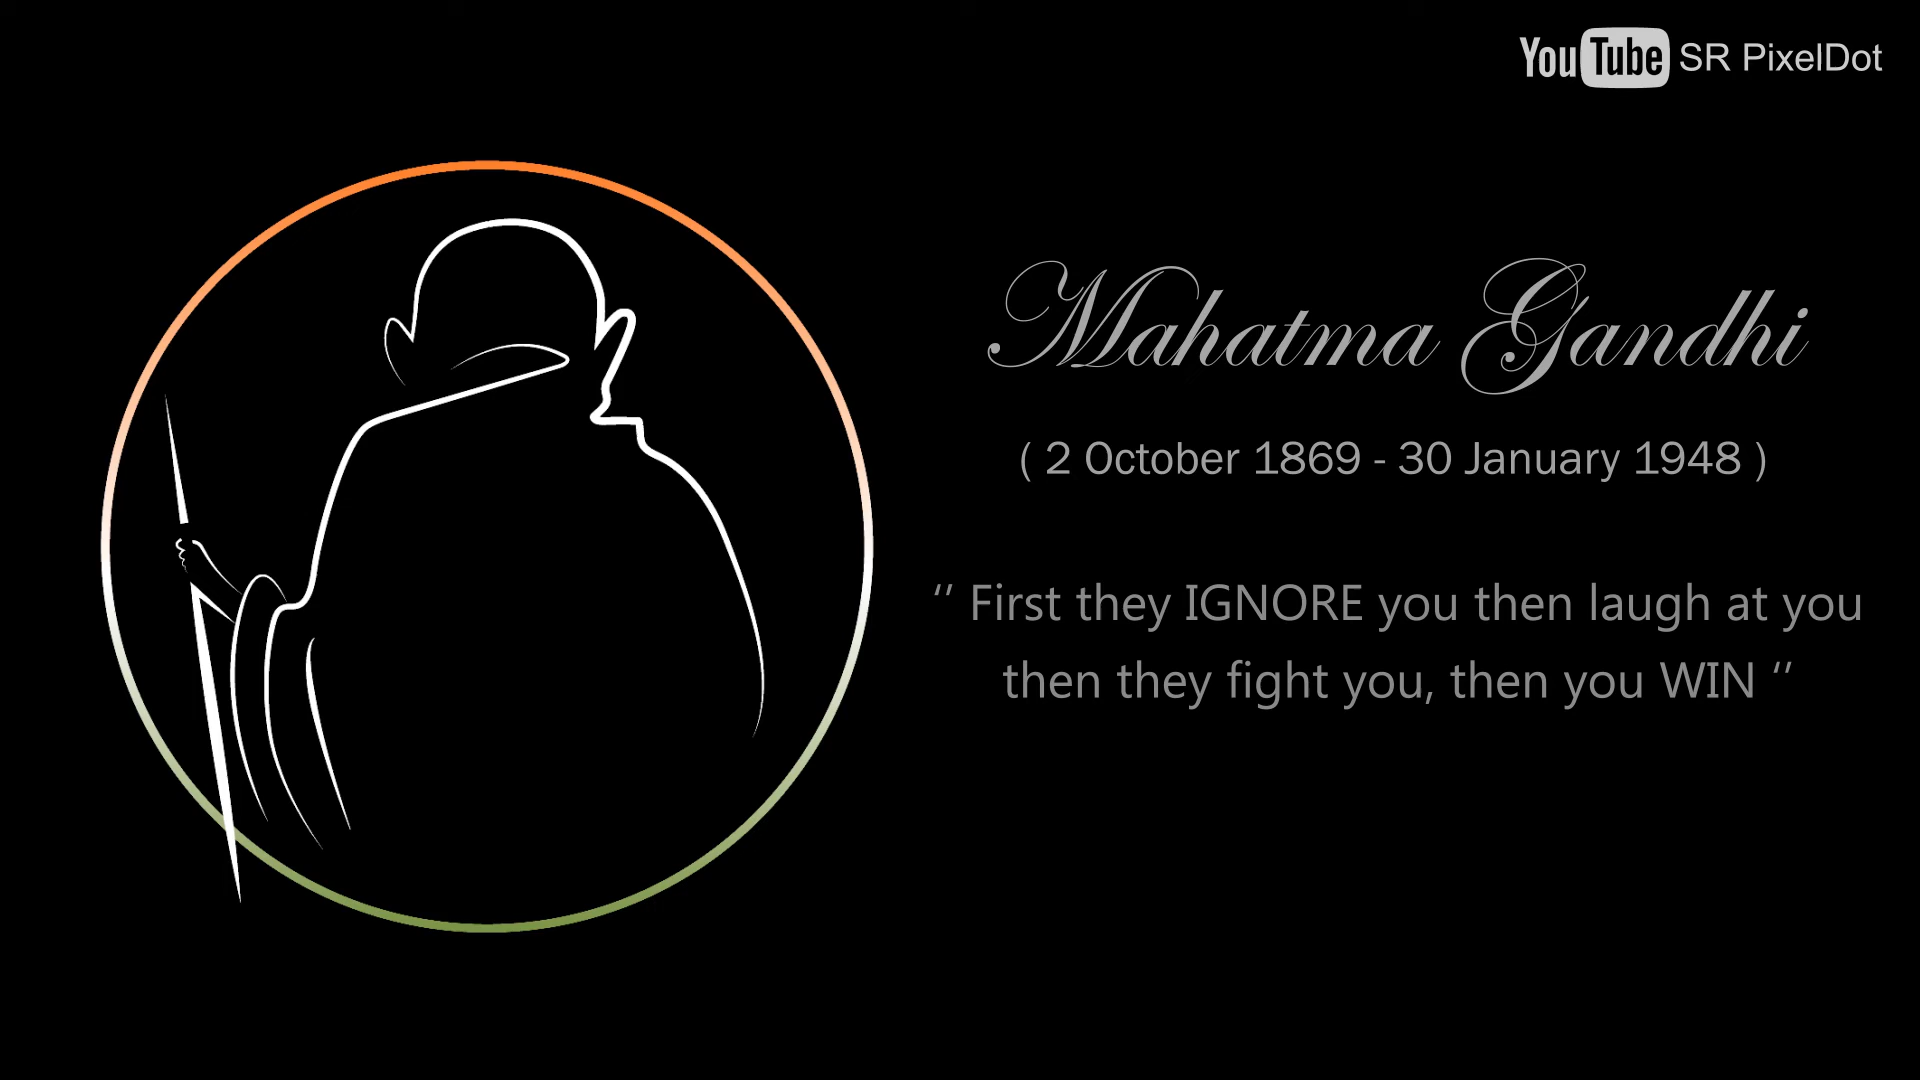 YouTube SR PixelDot
Mahatma Gandhi
( 2 October 1869 - 30 January 1948 )
‘’ First they IGNORE you then laugh at you
then they fight you, then you WIN ‘’